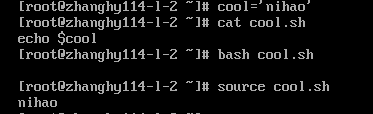 [root@zhanghy114-l-2 ~]# cool='nihao'
[root@zhanghy114-l-2 ~]# cat cool.sh
echo $cool
[root@zhanghy114-l-2 ~]# bash cool.sh

[root@zhanghy114-l-2 ~]# source cool.sh
nihao